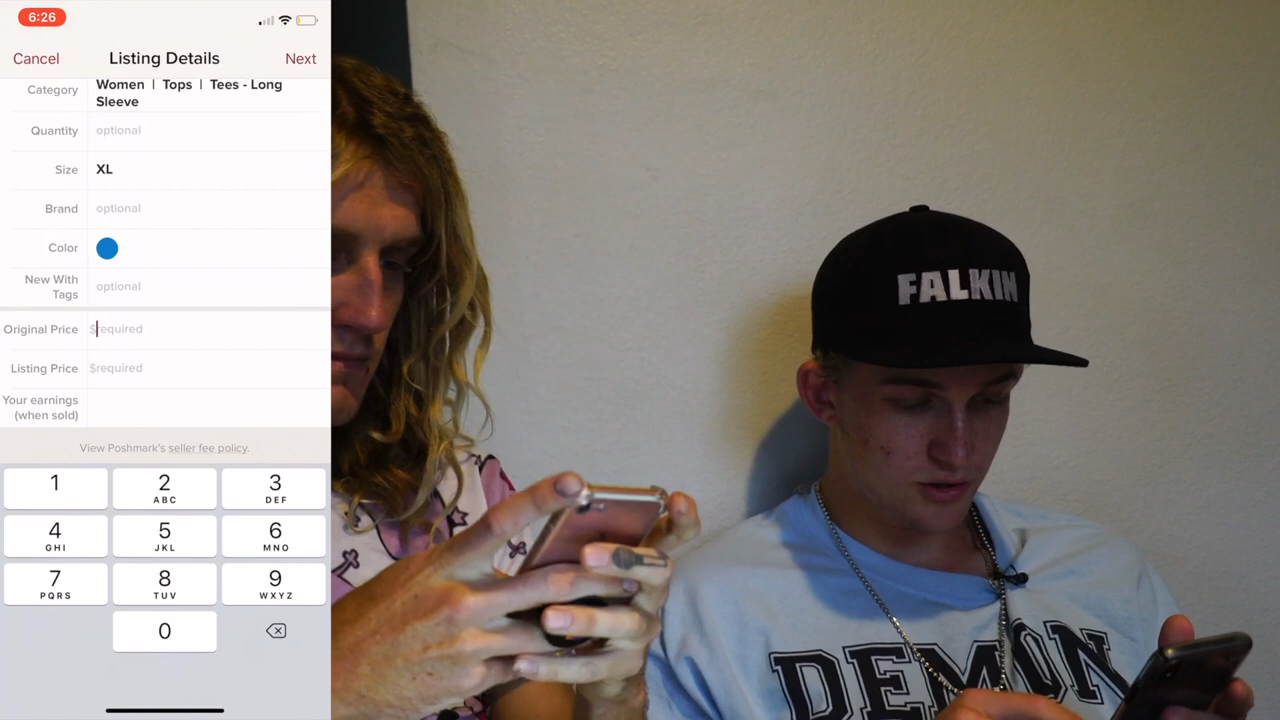 6:26
Cancel Listing Details Next
Category Women | Tops | Tees - Long
Sleeve
Quantity optional
Size XL
Brand optional
Color
New With
Tags optional
Original Price $required
Listing Price $required
Your earnings
(when sold)
View Poshmark's seller fee policy.
1 2 3
ABC DEF
4 5 6
GHI JKL MNO
7 8 9
PQRS TUV WXYZ
0
FALKIN
DEMON